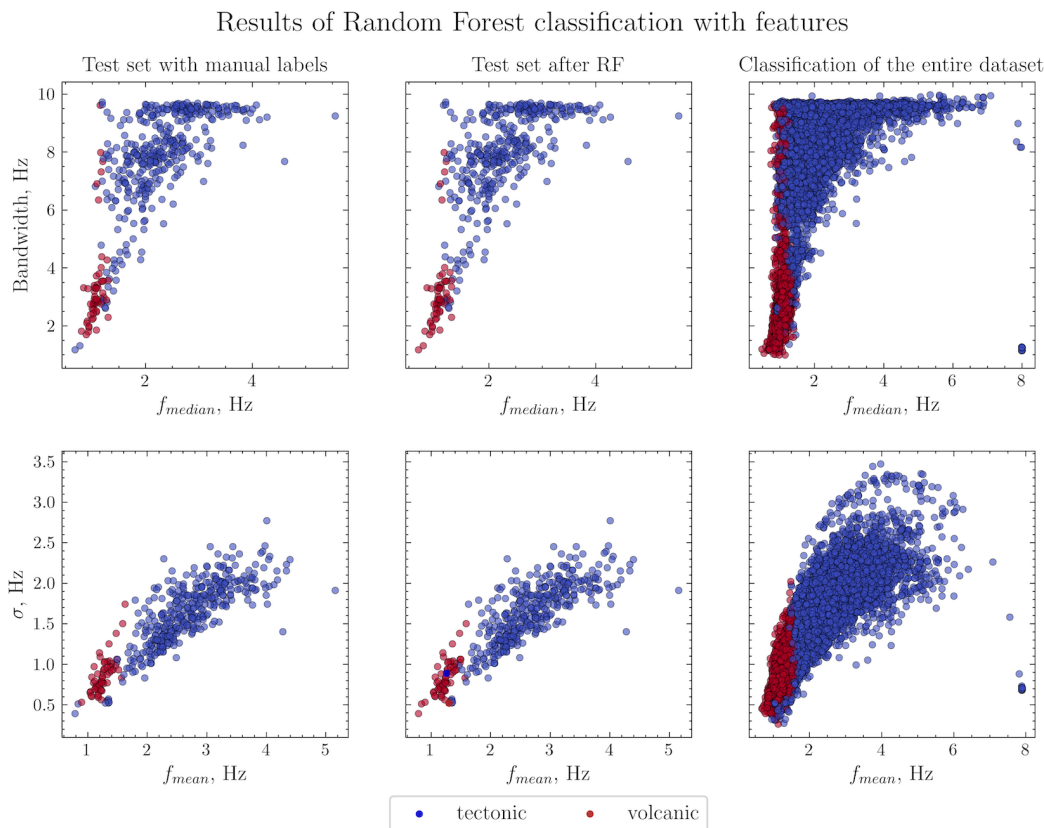 Results of Random Forest classification with features
Test set with manual labels
Test set after RF
Classification of the entire dataset
10
8
6
4
2
Bandwidth, Hz
2 4
2 4
2 4 6 8
f_median, Hz
f_median, Hz
f_median, Hz
3.5
3.0
2.5
2.0
1.5
1.0
0.5
σ, Hz
1 2 3 4 5
1 2 3 4 5
2 4 6 8
f_mean, Hz
f_mean, Hz
f_mean, Hz
tectonic volcanic